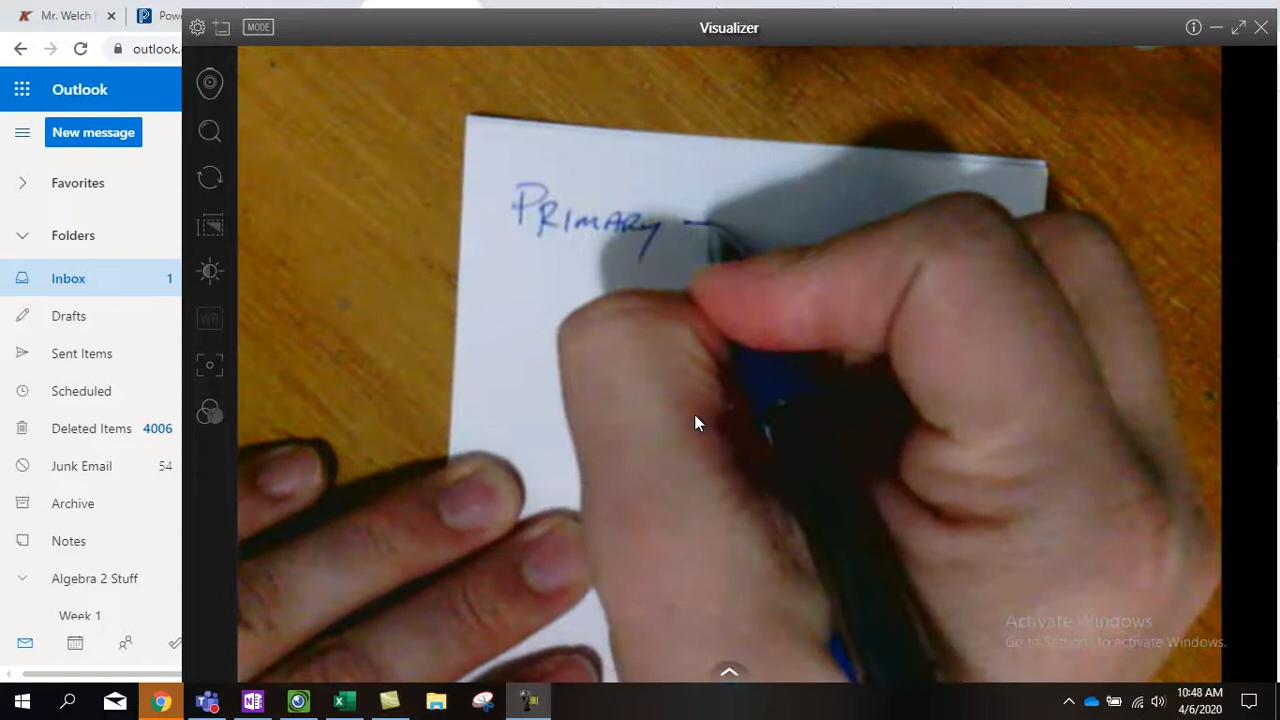 Mr. Welch
Pow
outlook.
Outlook
New message
Favorites
Folders
Inbox 1
Drafts
Sent Items
Scheduled
Deleted Items 4006
Junk Email 54
Archive
Notes
Algebra 2 Stuff
Week 1
MODE
Visualizer
WB
PRIMARY —
Activate Windows
Go to Settings to activate Windows.
10:48 AM
4/6/2020